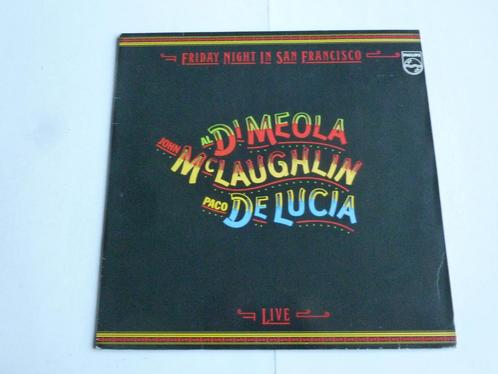 FRIDAY NIGHT IN SAN FRANCISCO
PHILIPS
AL DI MEOLA
JOHN McLAUGHLIN
PACO DE LUCIA
LIVE